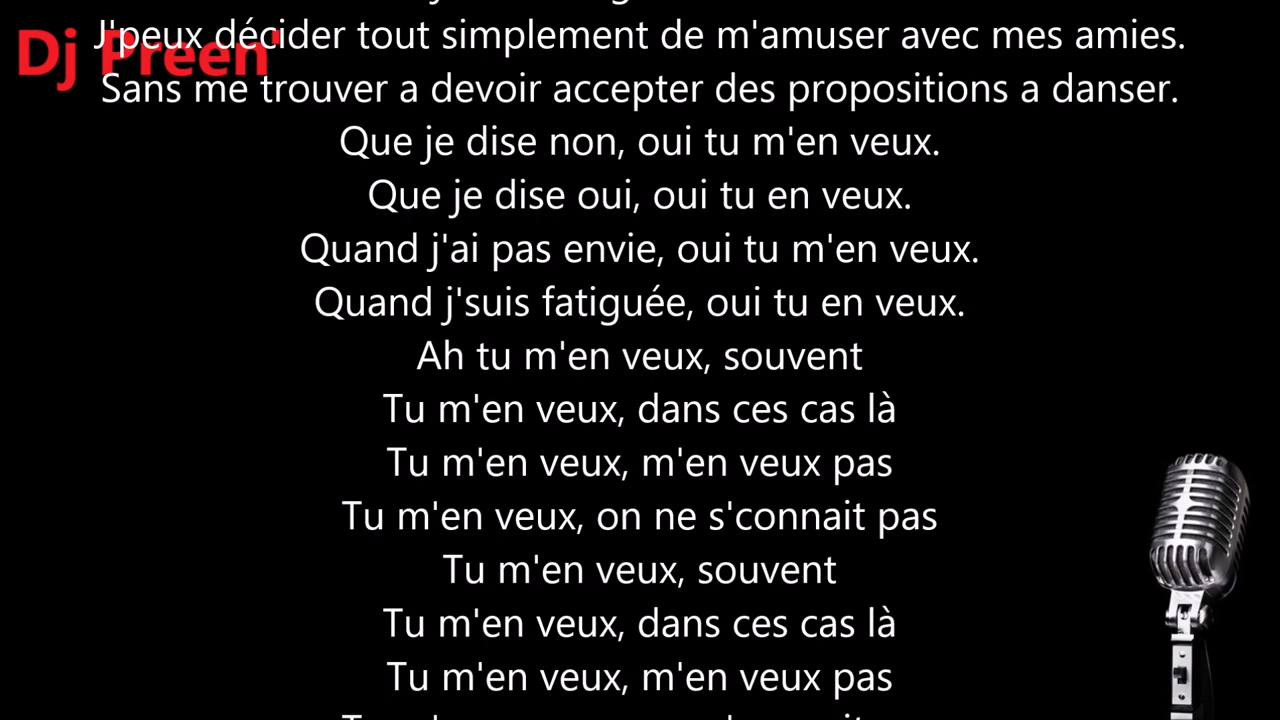 Dj Preen'
J'peux décider tout simplement de m'amuser avec mes amies.
Sans me trouver a devoir accepter des propositions a danser.
Que je dise non, oui tu m'en veux.
Que je dise oui, oui tu en veux.
Quand j'ai pas envie, oui tu m'en veux.
Quand j'suis fatiguée, oui tu en veux.
Ah tu m'en veux, souvent
Tu m'en veux, dans ces cas là
Tu m'en veux, m'en veux pas
Tu m'en veux, on ne s'connait pas
Tu m'en veux, souvent
Tu m'en veux, dans ces cas là
Tu m'en veux, m'en veux pas